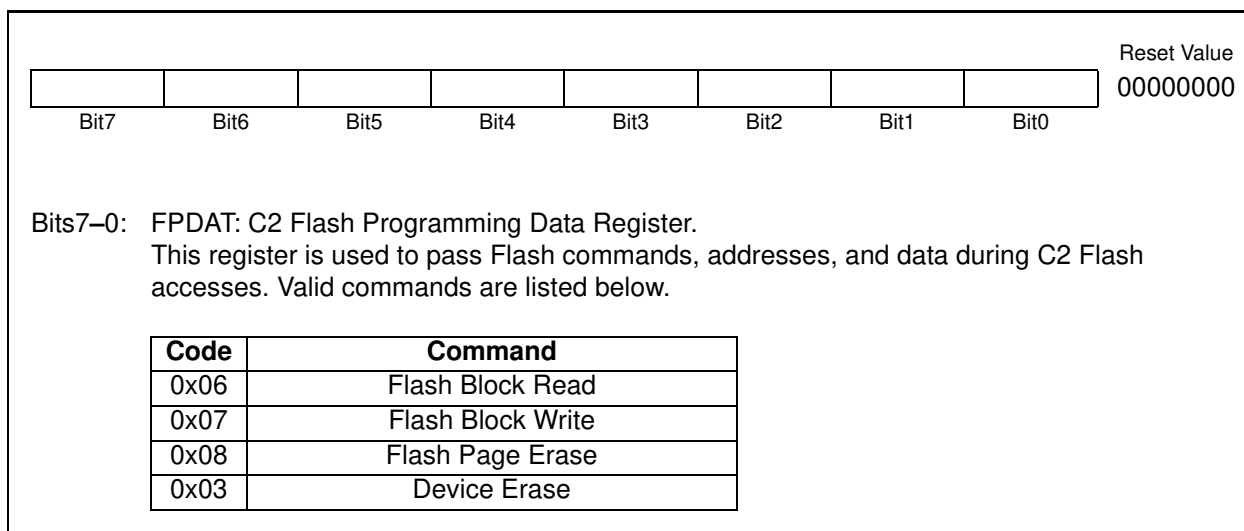 Reset Value
00000000
Bit7 Bit6 Bit5 Bit4 Bit3 Bit2 Bit1 Bit0
Bits7–0: FPDAT: C2 Flash Programming Data Register.
This register is used to pass Flash commands, addresses, and data during C2 Flash
accesses. Valid commands are listed below.
Code Command
0x06 Flash Block Read
0x07 Flash Block Write
0x08 Flash Page Erase
0x03 Device Erase